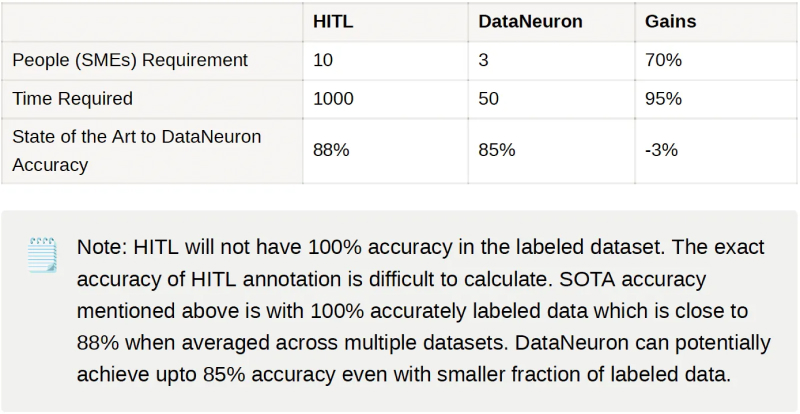 HITL DataNeuron Gains
People (SMEs) Requirement 10 3 70%
Time Required 1000 50 95%
State of the Art to DataNeuron
Accuracy 88% 85% -3%
Note: HITL will not have 100% accuracy in the labeled dataset. The exact
accuracy of HITL annotation is difficult to calculate. SOTA accuracy
mentioned above is with 100% accurately labeled data which is close to
88% when averaged across multiple datasets. DataNeuron can potentially
achieve upto 85% accuracy even with smaller fraction of labeled data.